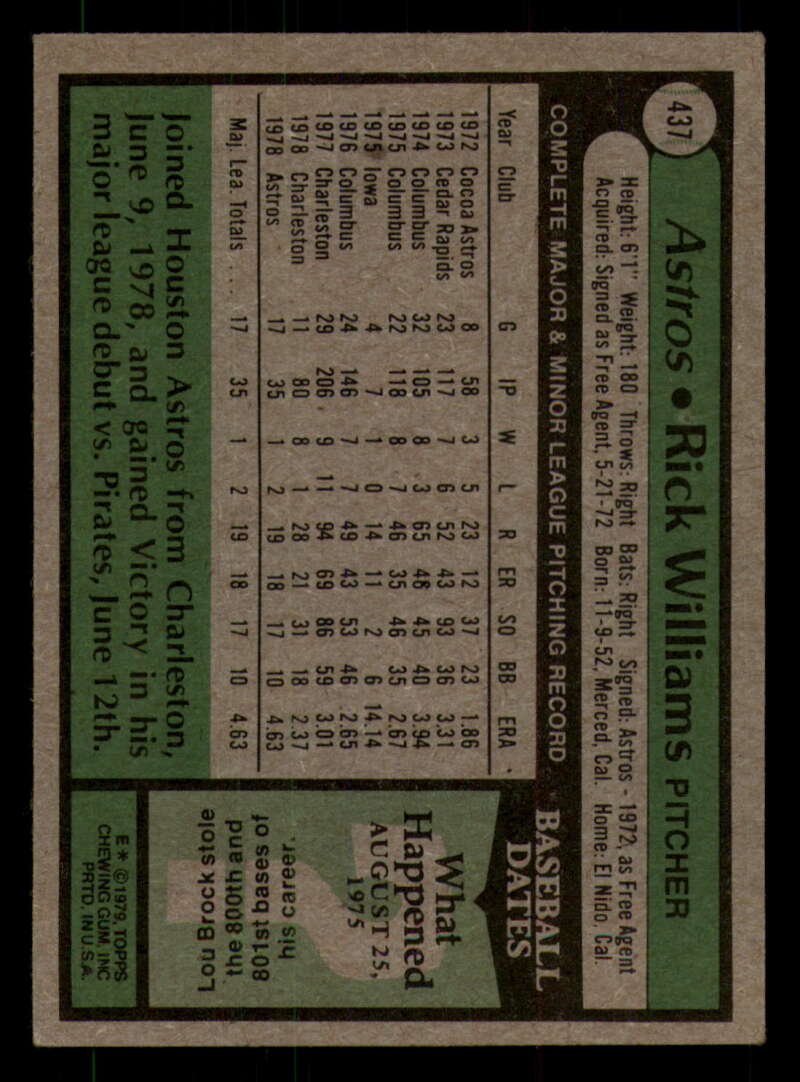 437
Astros • Rick Williams PITCHER
Height: 6'1" Weight: 180 Throws: Right Bats: Right Signed: Astros - 1972, as Free Agent
Acquired: Signed as Free Agent, 5-21-72 Born: 11-9-52, Merced, Cal. Home: El Nido, Cal.
COMPLETE MAJOR & MINOR LEAGUE PITCHING RECORD
Year Club G IP W L R ER SO BB ERA
1972 Cocoa Astros 8 58 3 5 23 12 37 23 1.86
1973 Cedar Rapids 23 117 7 6 52 43 93 36 3.31
1974 Columbus 32 105 8 3 65 46 45 40 3.94
1975 Columbus 22 118 8 7 46 35 46 35 2.67
1975 Iowa 4 7 1 0 14 11 2 6 14.14
1976 Columbus 24 146 7 7 49 43 53 46 2.65
1977 Charleston 29 206 9 11 94 69 86 59 3.01
1978 Charleston 11 80 8 1 28 21 31 18 2.37
1978 Astros 17 35 1 2 19 18 17 10 4.63
Maj. Lea. Totals ... 17 35 1 2 19 18 17 10 4.63
Joined Houston Astros from Charleston,
June 9, 1978, and gained Victory in his
major league debut vs. Pirates, June 12th.
BASEBALL
DATES
What
Happened
AUGUST 25,
1975
Lou Brock stole
the 800th and
801st bases of
his career.
E* ©1979, TOPPS
CHEWING GUM, INC
PRTD. IN U.S.A.